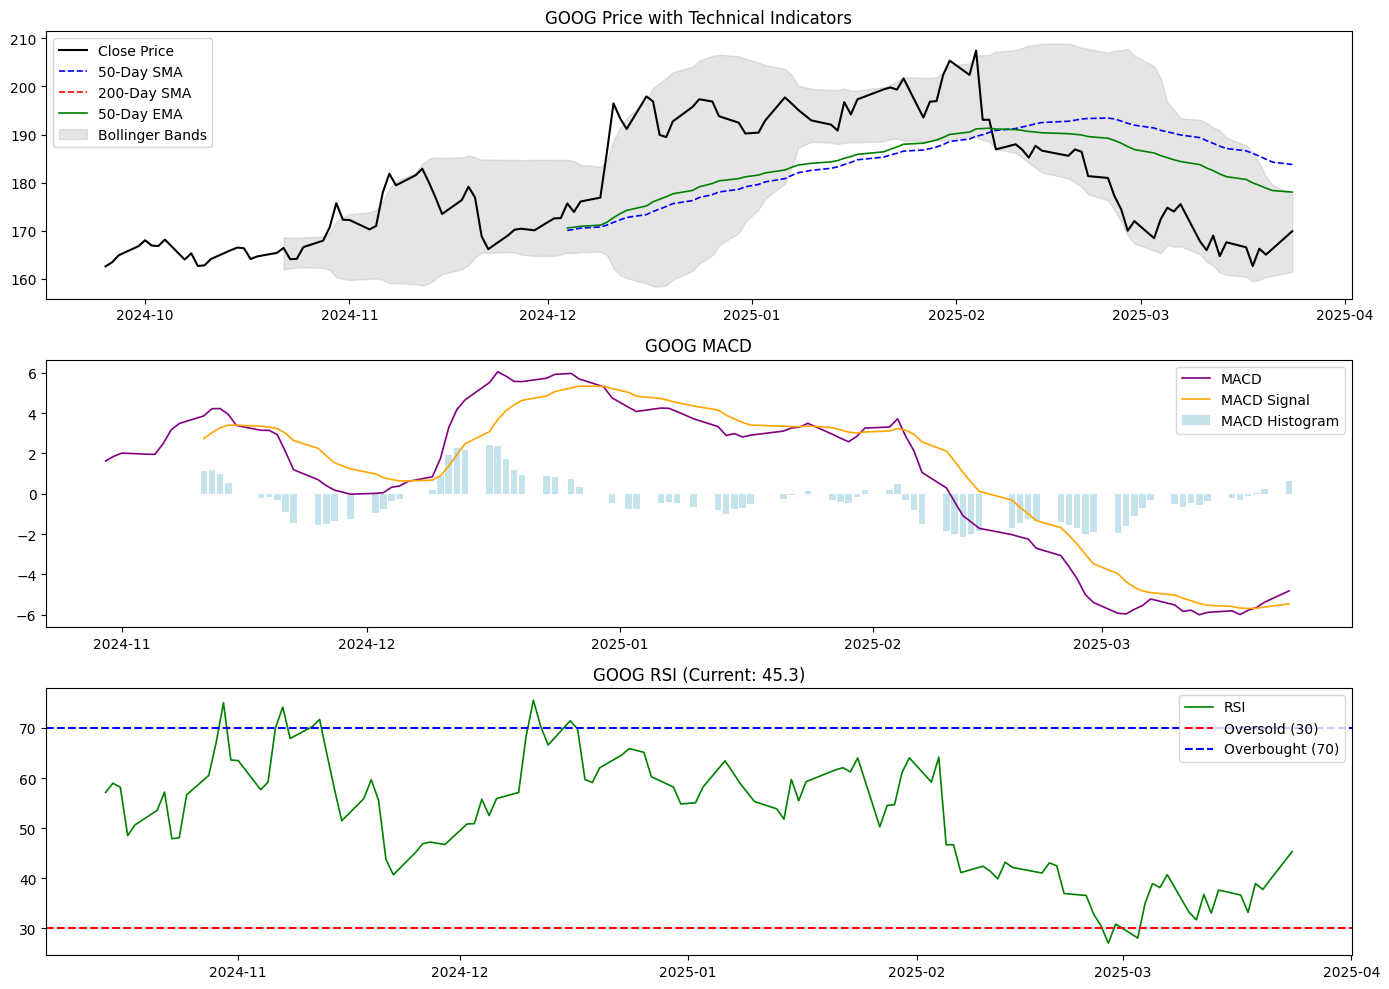 GOOG Price with Technical Indicators
210
200
190
180
170
160
Close Price
50-Day SMA
200-Day SMA
50-Day EMA
Bollinger Bands
2024-10 2024-11 2024-12 2025-01 2025-02 2025-03 2025-04
GOOG MACD
6
4
2
0
−2
−4
−6
MACD
MACD Signal
MACD Histogram
2024-11 2024-12 2025-01 2025-02 2025-03
GOOG RSI (Current: 45.3)
70
60
50
40
30
RSI
Oversold (30)
Overbought (70)
2024-11 2024-12 2025-01 2025-02 2025-03 2025-04